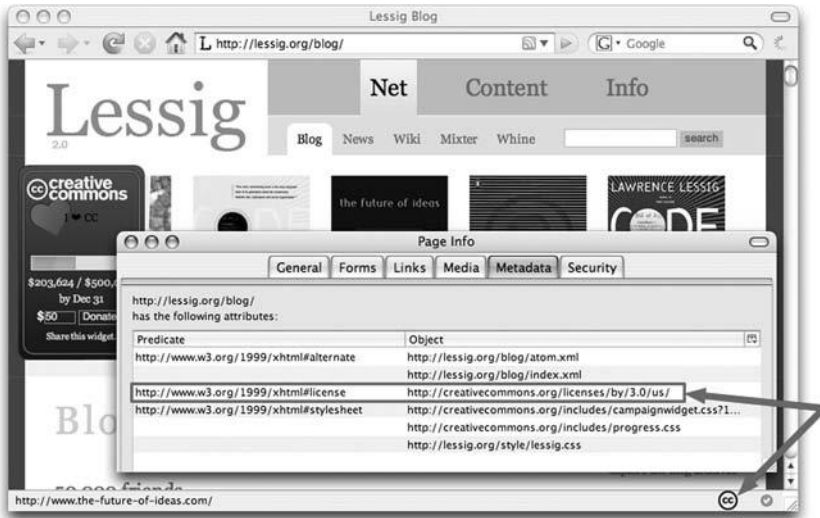 Lessig Blog
http://lessig.org/blog/
G Google
Net Content Info
Lessig
2.0
Blog News Wiki Mixter Whine search
cc creative commons
I ♥ CC
the future of ideas
LAWRENCE LESSIG
CODE
$203,624 / $500,
by Dec 31
$50 Donate
Share this widget.
Page Info
General Forms Links Media Metadata Security
http://lessig.org/blog/
has the following attributes:
Predicate Object
http://www.w3.org/1999/xhtml#alternate http://lessig.org/blog/atom.xml
http://lessig.org/blog/index.xml
http://www.w3.org/1999/xhtml#license http://creativecommons.org/licenses/by/3.0/us/
http://www.w3.org/1999/xhtml#stylesheet http://creativecommons.org/includes/campaignwidget.css?1...
http://creativecommons.org/includes/progress.css
http://lessig.org/style/lessig.css
Blo
50,000 friends
http://www.the-future-of-ideas.com/ cc